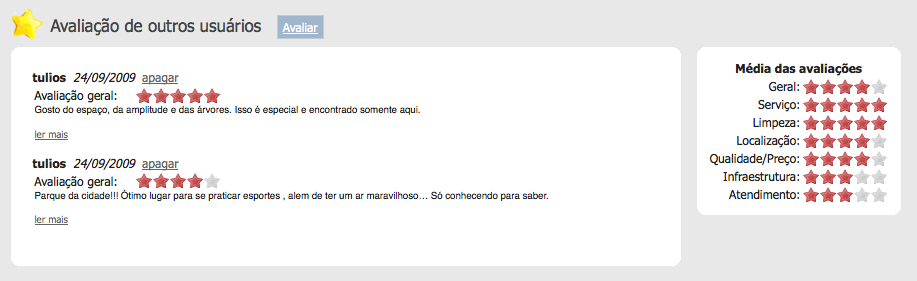 Avaliação de outros usuários Avaliar
tulios 24/09/2009 apagar
Avaliação geral:
Gosto do espaço, da amplitude e das árvores. Isso é especial e encontrado somente aqui.
ler mais
tulios 24/09/2009 apagar
Avaliação geral:
Parque da cidade!!! Ótimo lugar para se praticar esportes , alem de ter um ar maravilhoso... Só conhecendo para saber.
ler mais
Média das avaliações
Geral:
Serviço:
Limpeza:
Localização:
Qualidade/Preço:
Infraestrutura:
Atendimento: